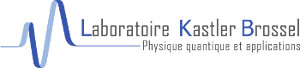 Laboratoire Kastler Brossel
Physique quantique et applications